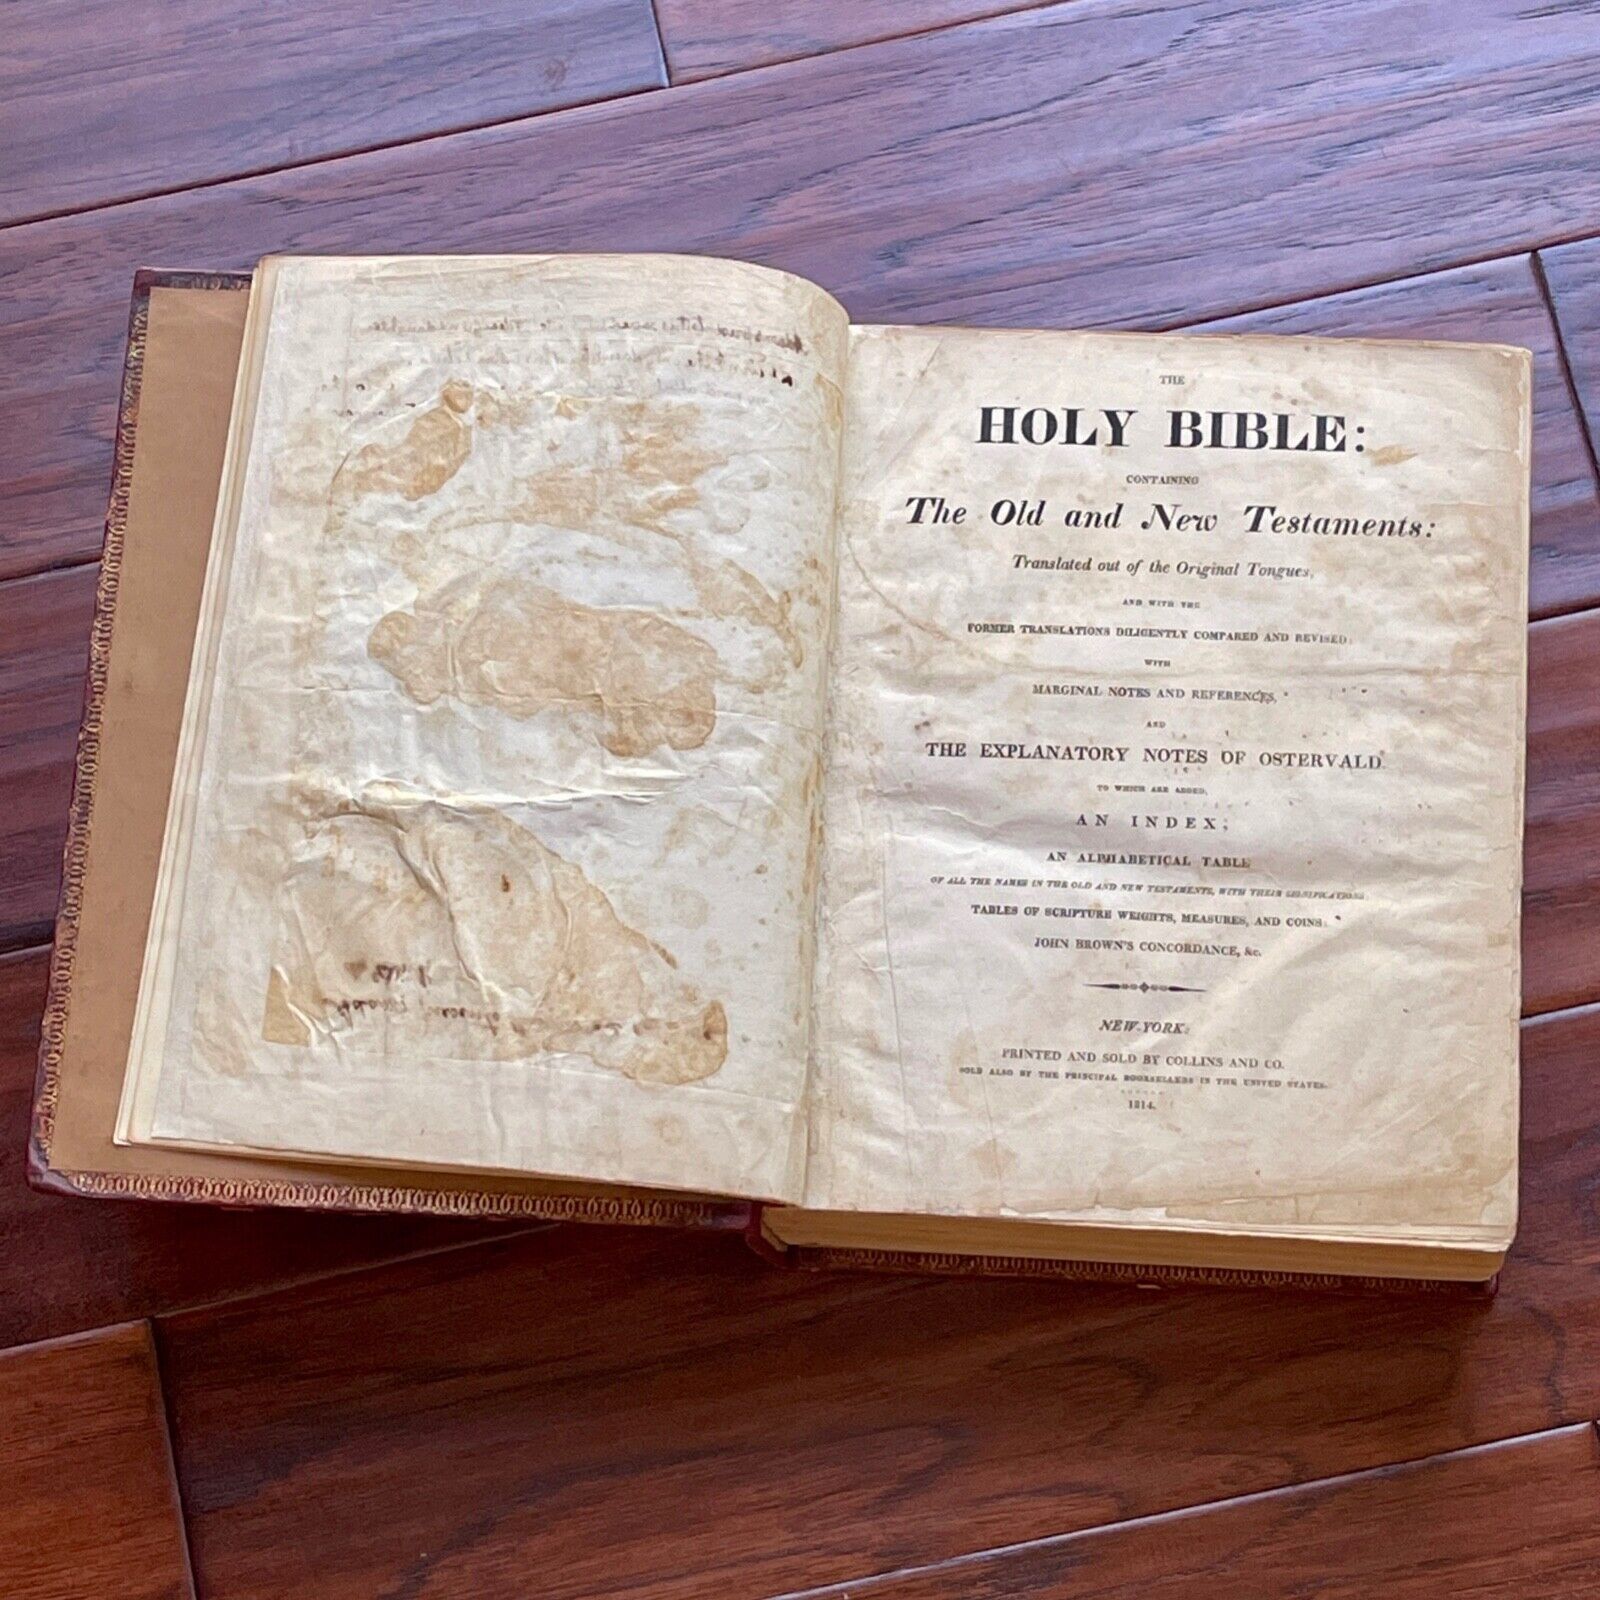 THE
HOLY BIBLE:
CONTAINING
The Old and New Testaments:
Translated out of the Original Tongues,
AND WITH THE
FORMER TRANSLATIONS DILIGENTLY COMPARED AND REVISED:
WITH
MARGINAL NOTES AND REFERENCES,
AND
THE EXPLANATORY NOTES OF OSTERVALD.
TO WHICH ARE ADDED,
AN INDEX;
AN ALPHABETICAL TABLE
OF ALL THE NAMES IN THE OLD AND NEW TESTAMENTS, WITH THEIR SIGNIFICATIONS:
TABLES OF SCRIPTURE WEIGHTS, MEASURES, AND COINS:
JOHN BROWN'S CONCORDANCE, &c.
NEW-YORK:
PRINTED AND SOLD BY COLLINS AND CO.
SOLD ALSO BY THE PRINCIPAL BOOKSELLERS IN THE UNITED STATES.
1814.